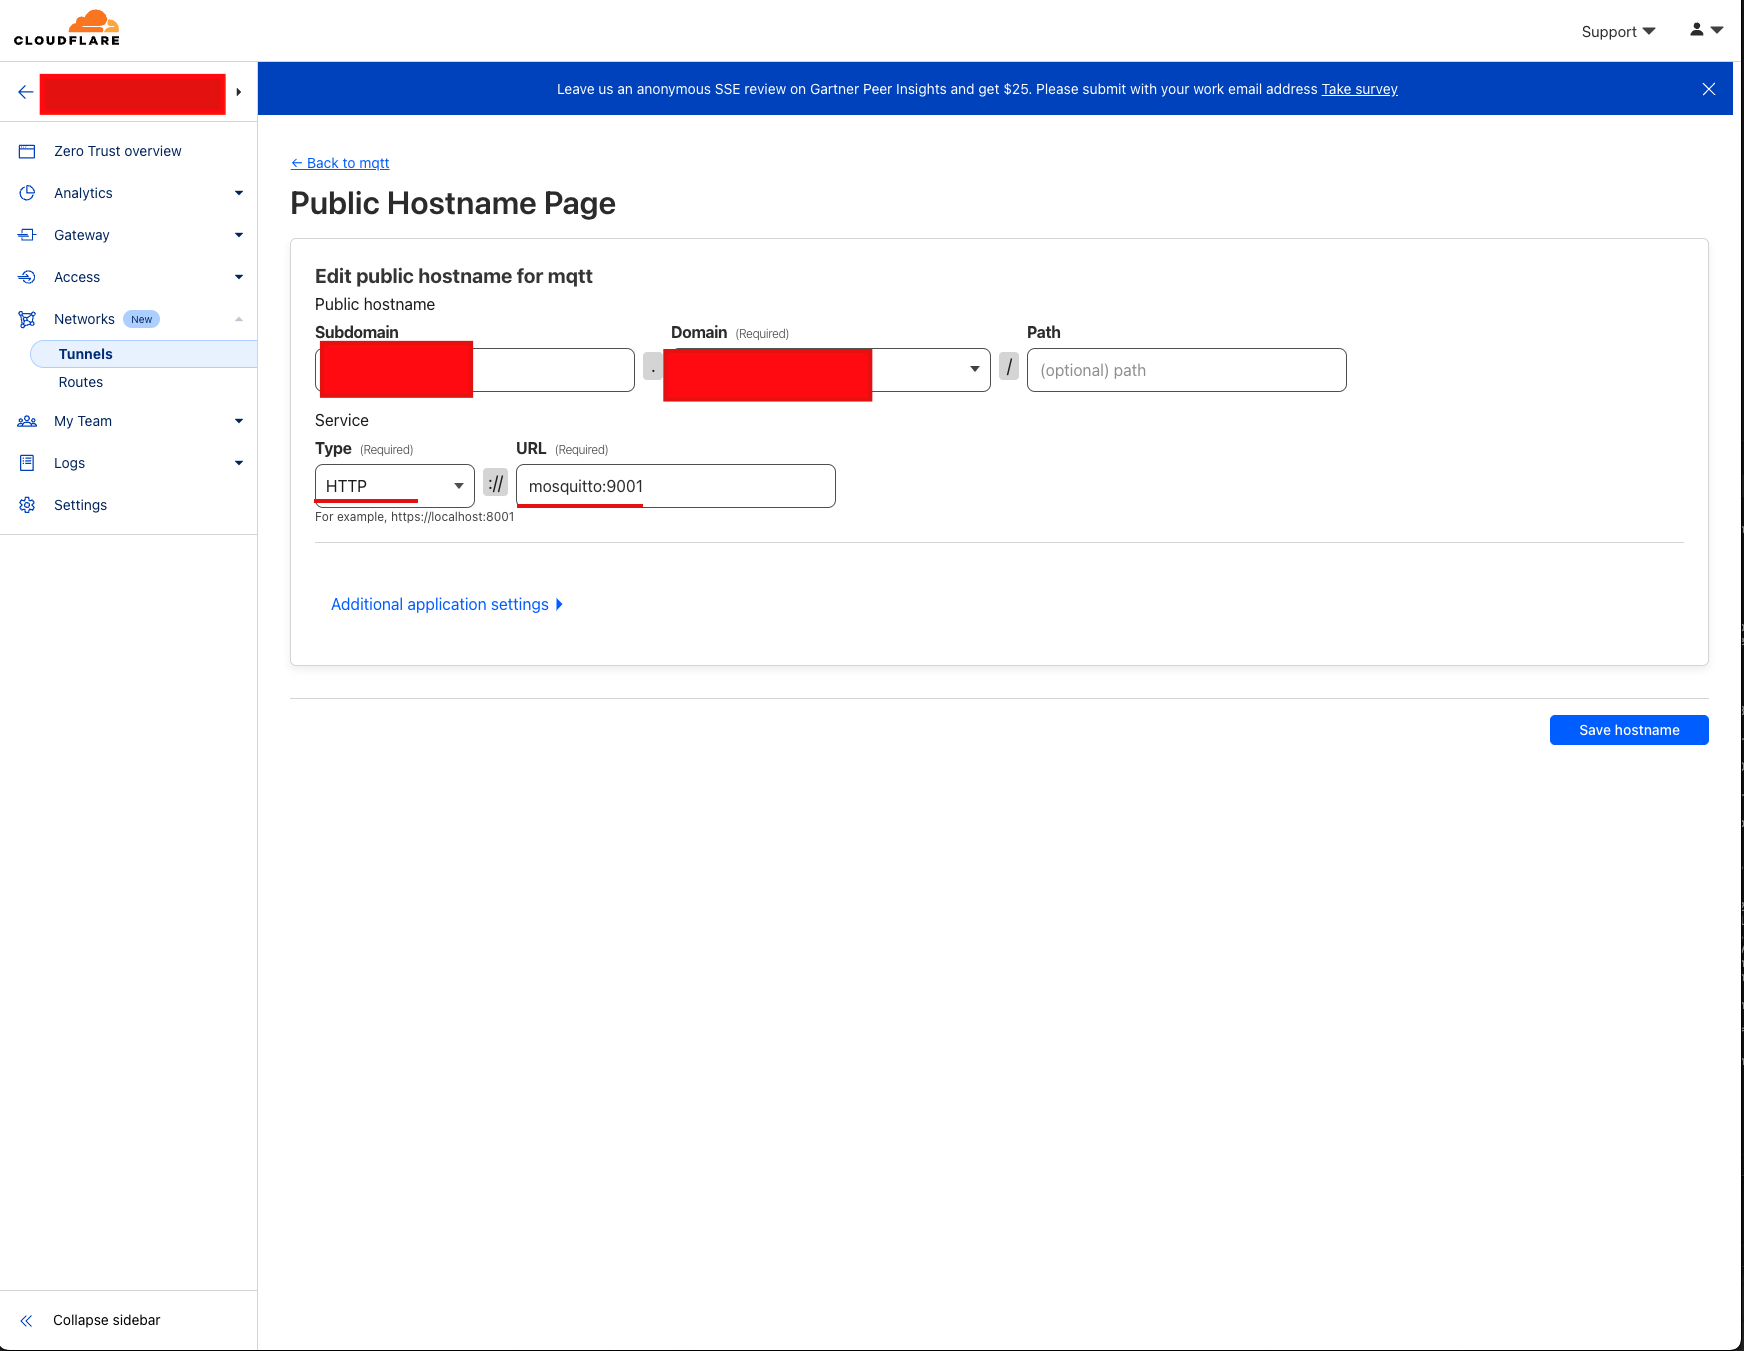 CLOUDFLARE
Support
Leave us an anonymous SSE review on Gartner Peer Insights and get $25. Please submit with your work email address Take survey
Zero Trust overview
Analytics
Gateway
Access
Networks New
Tunnels
Routes
My Team
Logs
Settings
Collapse sidebar
← Back to mqtt
Public Hostname Page
Edit public hostname for mqtt
Public hostname
Subdomain
Domain (Required)
Path
.
/
(optional) path
Service
Type (Required)
URL (Required)
HTTP
://
mosquitto:9001
For example, https://localhost:8001
Additional application settings
Save hostname